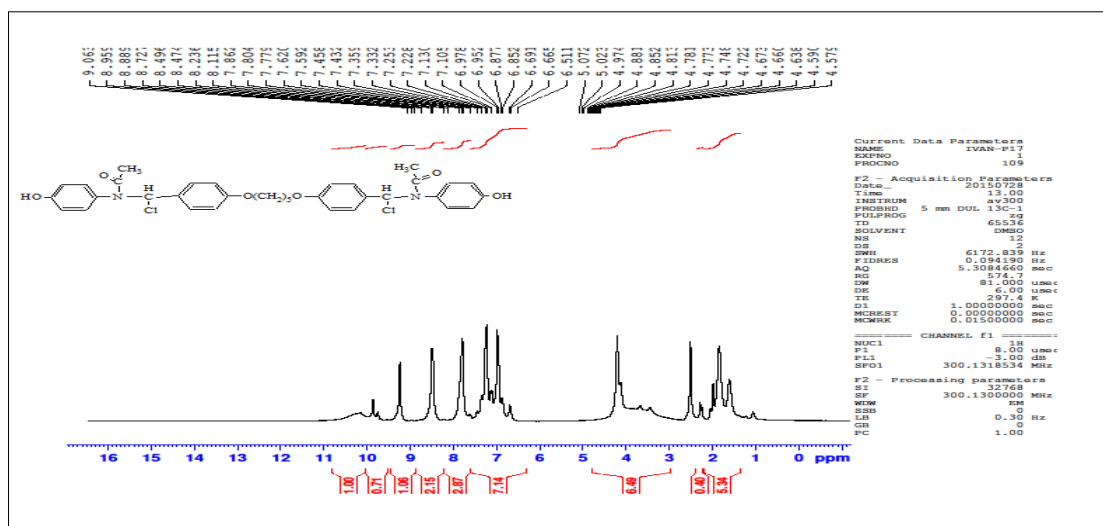 9.063 8.959 8.889 8.727 8.496 8.474 8.236 8.115 7.862 7.804 7.779 7.620 7.592 7.458 7.432 7.359 7.332 7.253 7.228 7.130 7.105 6.978 6.952 6.877 6.852 6.691 6.665 6.511 5.072 5.023 4.974 4.881 4.852 4.813 4.781 4.773 4.748 4.722 4.673 4.660 4.638 4.590 4.579
Current Data Parameters
NAME IVAN-P17
EXPNO 1
PROCNO 109
F2 - Acquisition Parameters
Date_ 20150728
Time 13.00
INSTRUM av300
PROBHD 5 mm DUL 13C-1
PULPROG zg
TD 65536
SOLVENT DMSO
NS 12
DS 2
SWH 6172.839 Hz
FIDRES 0.094190 Hz
AQ 5.3084660 sec
RG 574.7
DW 81.000 usec
DE 6.00 usec
TE 297.4 K
D1 1.00000000 sec
MCREST 0.00000000 sec
MCWRK 0.01500000 sec
======== CHANNEL f1 ========
NUC1 1H
P1 8.00 usec
PL1 -3.00 dB
SFO1 300.1318534 MHz
F2 - Processing parameters
SI 32768
SF 300.1300000 MHz
WDW EM
SSB 0
LB 0.30 Hz
GB 0
PC 1.00
O CH3 CH3 O
HO N H O(CH2)5O H N OH
Cl Cl
16 15 14 13 12 11 10 9 8 7 6 5 4 3 2 1 0 ppm
1.00 0.71 1.06 2.15 2.87 7.14 6.49 0.40 5.34